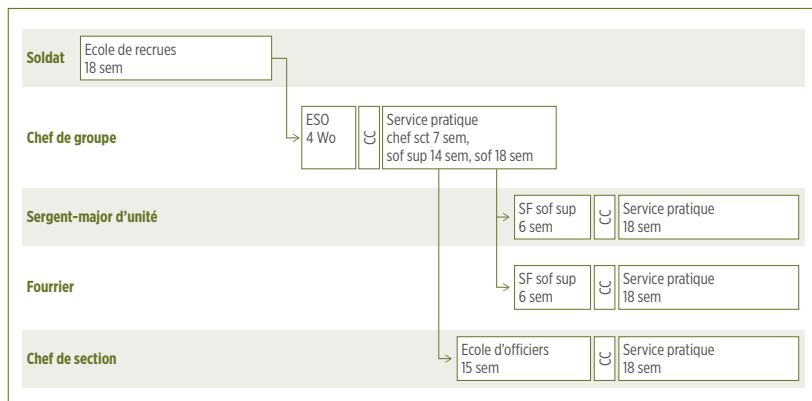 Soldat
Ecole de recrues
18 sem
Chef de groupe
ESO
4 Wo
CC
Service pratique
chef sct 7 sem,
sof sup 14 sem, sof 18 sem
Sergent-major d'unité
SF sof sup
6 sem
CC
Service pratique
18 sem
Fourrier
SF sof sup
6 sem
CC
Service pratique
18 sem
Chef de section
Ecole d'officiers
15 sem
CC
Service pratique
18 sem